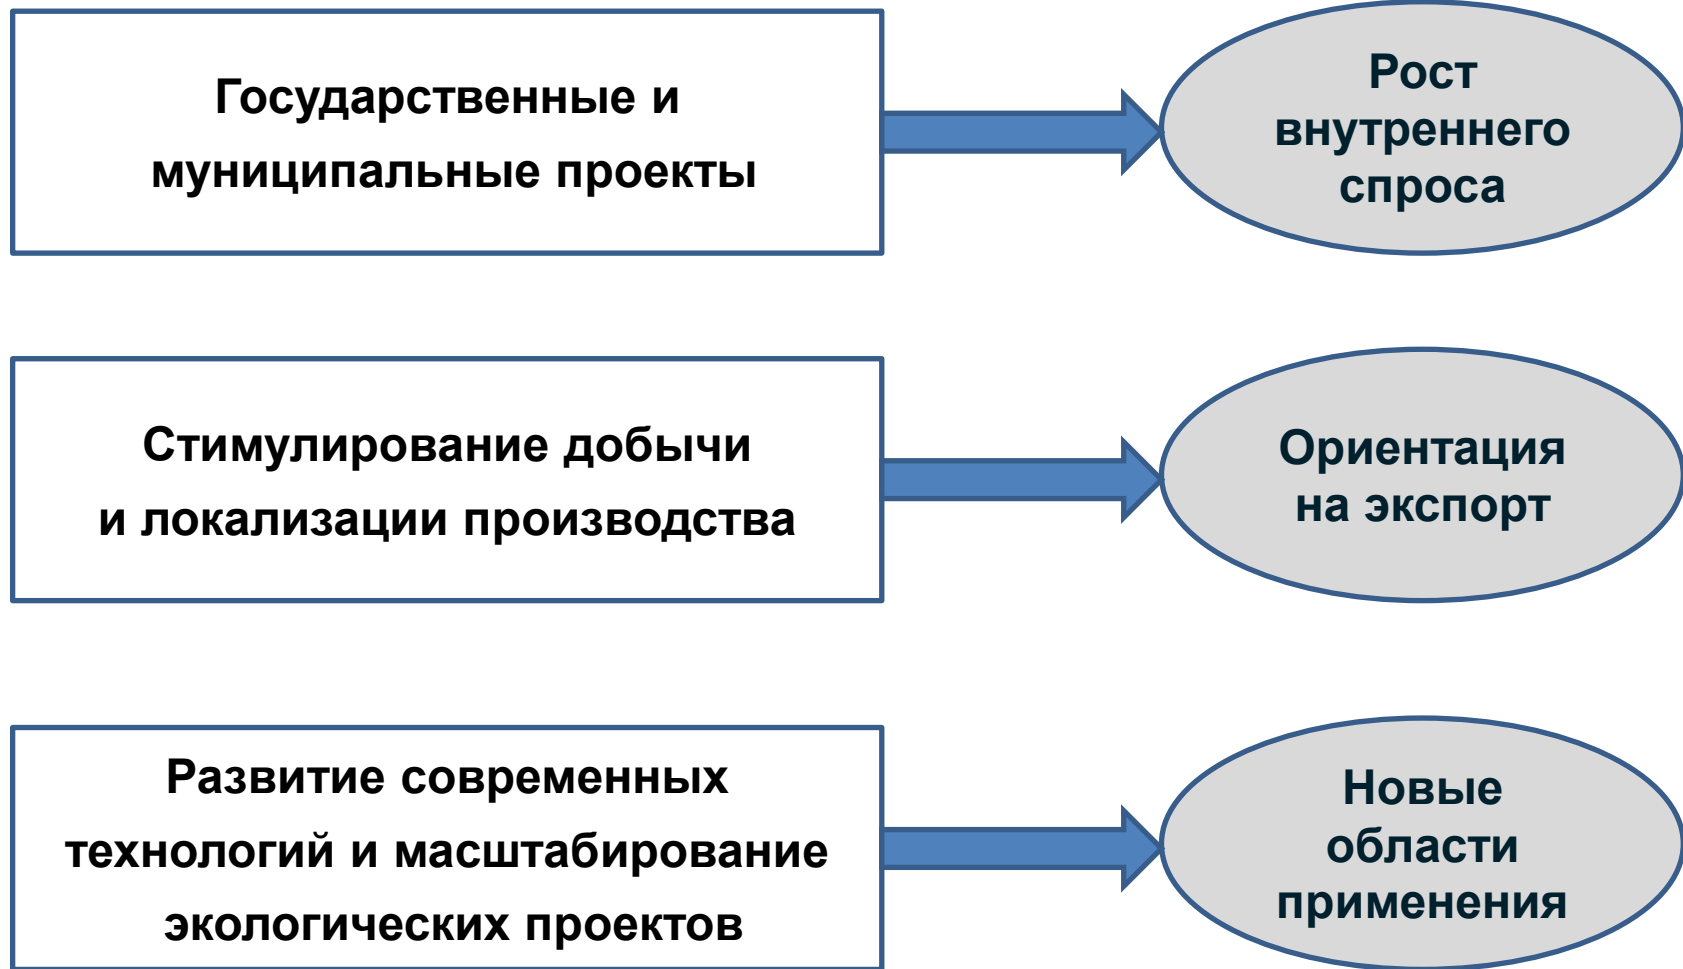 Государственные и
муниципальные проекты
Рост
внутреннего
спроса
Стимулирование добычи
и локализации производства
Ориентация
на экспорт
Развитие современных
технологий и масштабирование
экологических проектов
Новые
области
применения